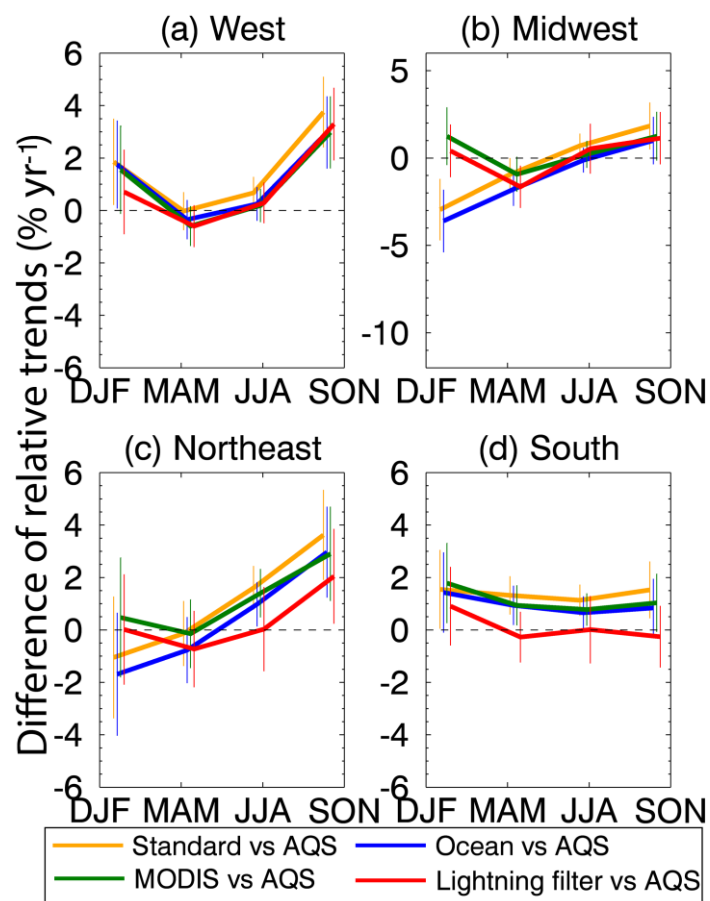 (a) West
(b) Midwest
6
4
2
0
-2
-4
-6
5
0
-5
-10
DJF MAM JJA SON
DJF MAM JJA SON
Difference of relative trends (% yr⁻¹)
(c) Northeast
(d) South
6
4
2
0
-2
-4
-6
6
4
2
0
-2
-4
-6
DJF MAM JJA SON
DJF MAM JJA SON
Standard vs AQS
Ocean vs AQS
MODIS vs AQS
Lightning filter vs AQS